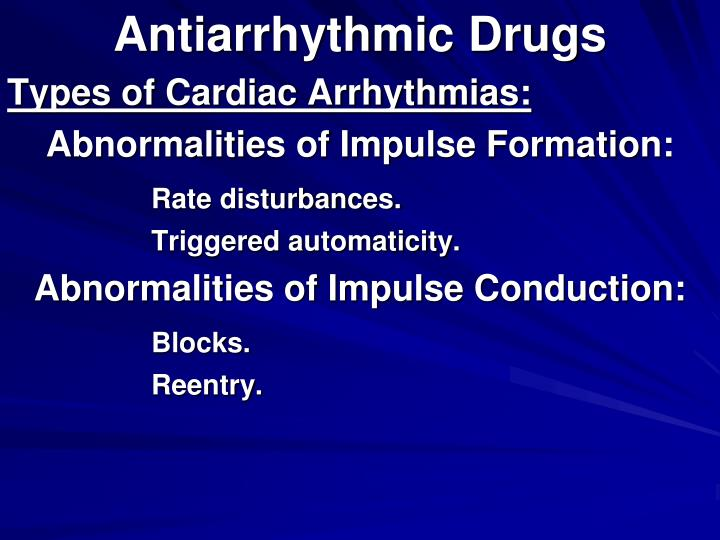 Antiarrhythmic Drugs
Types of Cardiac Arrhythmias:
Abnormalities of Impulse Formation:
Rate disturbances.
Triggered automaticity.
Abnormalities of Impulse Conduction:
Blocks.
Reentry.